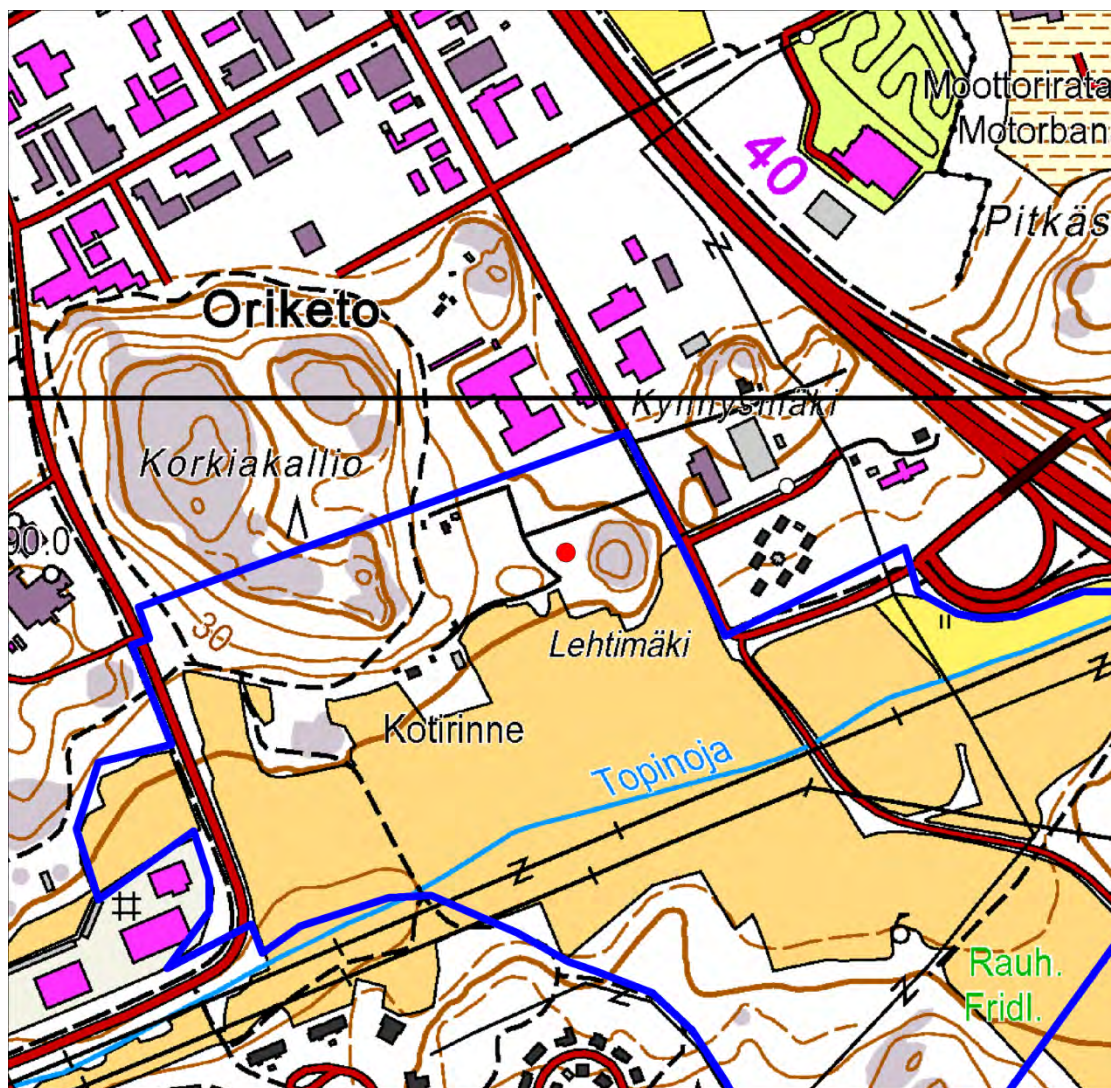 Moottorirata
Motorban
40
Pitkäs
Oriketo
Kynnysmäki
Korkiakallio
90.0
30
Lehtimäki
Kotirinne
Topinoja
Rauh.
Fridl.